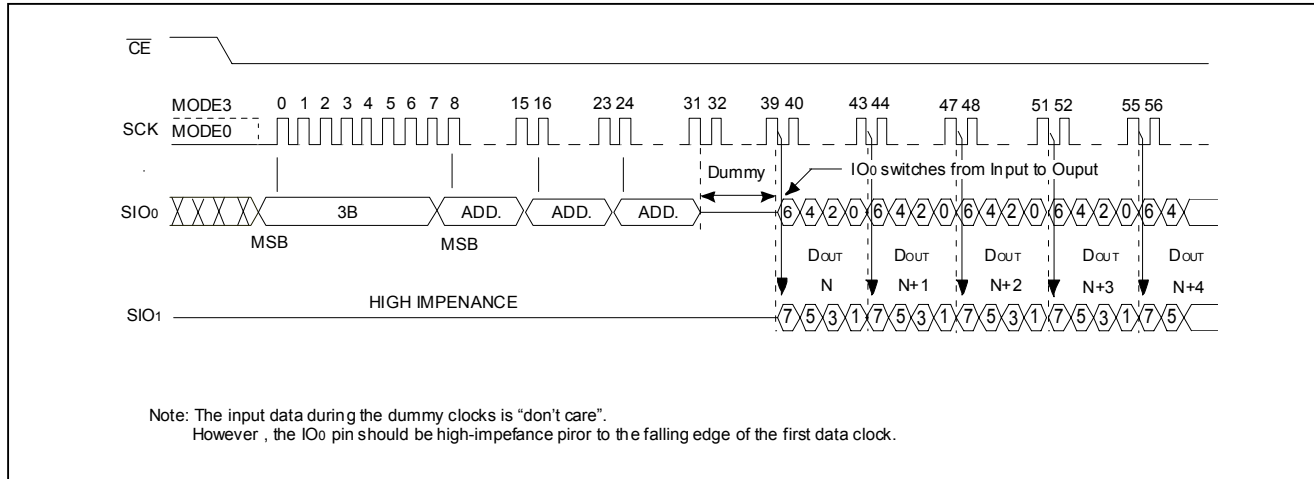 CE
MODE3 0 1 2 3 4 5 6 7 8 15 16 23 24 31 32 39 40 43 44 47 48 51 52 55 56
SCK MODE0
Dummy IO0 switches from Input to Ouput
SIO0 3B ADD. ADD. ADD. 6 4 2 0 6 4 2 0 6 4 2 0 6 4 2 0 6 4
MSB MSB
DOUT DOUT DOUT DOUT DOUT
N N+1 N+2 N+3 N+4
HIGH IMPENANCE
SIO1 7 5 3 1 7 5 3 1 7 5 3 1 7 5 3 1 7 5
Note: The input data during the dummy clocks is “don't care”.
However , the IO0 pin should be high-impefance piror to the falling edge of the first data clock.